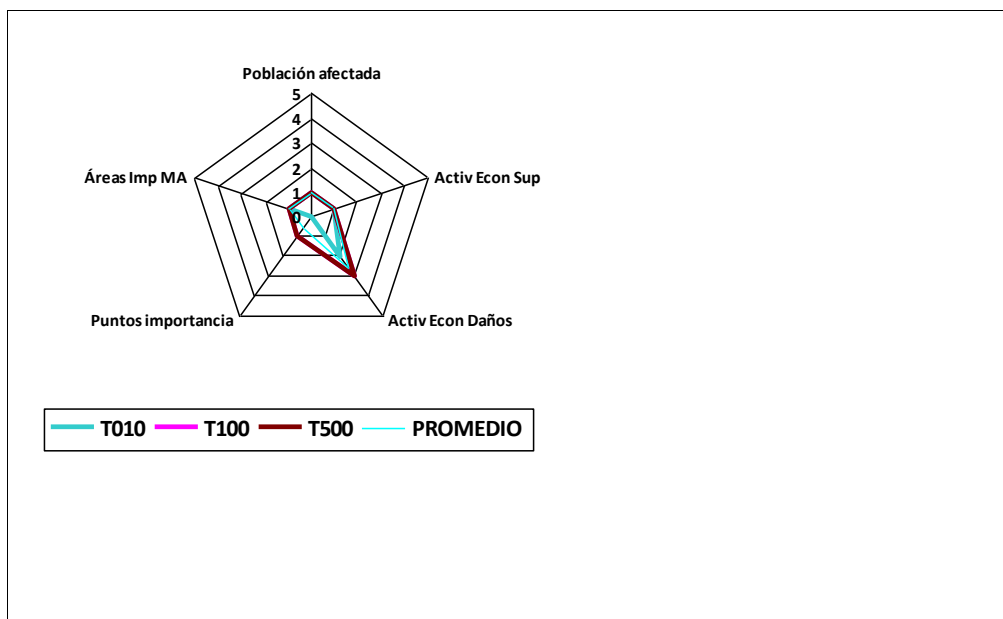 Población afectada
5
4
3
2
1
0
Áreas Imp MA
Activ Econ Sup
Puntos importancia
Activ Econ Daños
T010 T100 T500 PROMEDIO